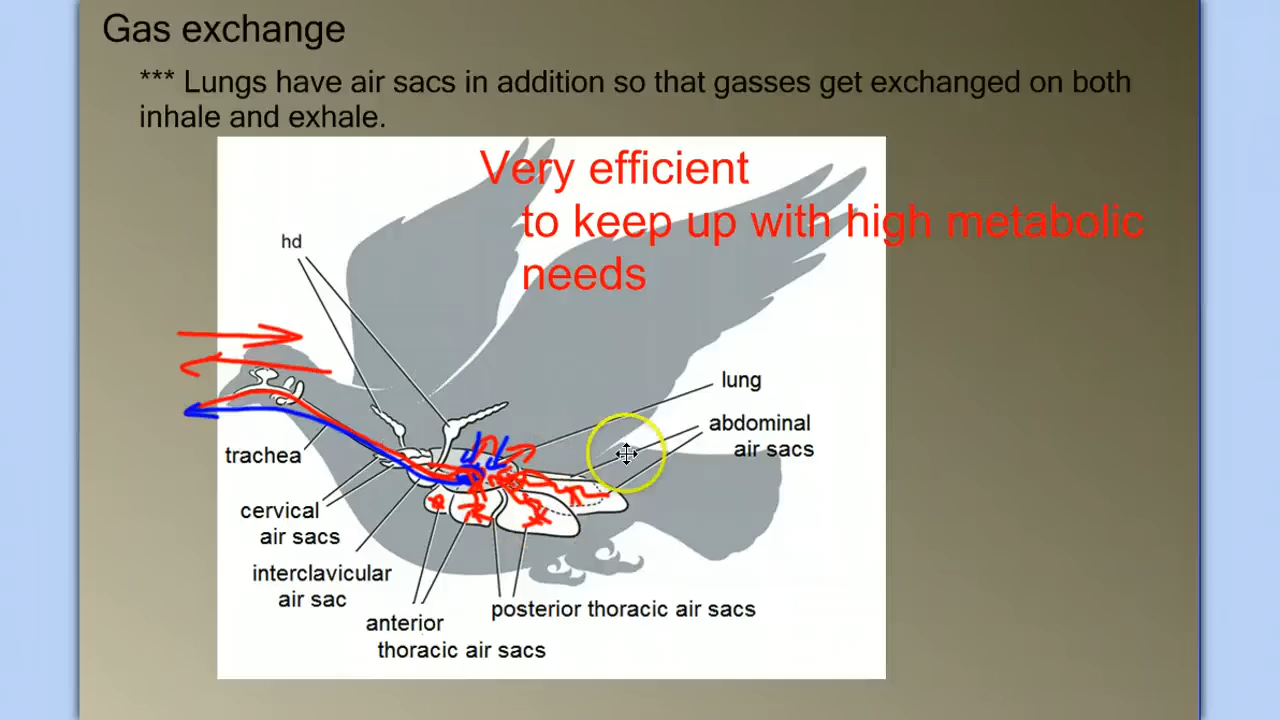 Gas exchange
*** Lungs have air sacs in addition so that gasses get exchanged on both
inhale and exhale.
Very efficient
to keep up with high metabolic
needs
hd
lung
abdominal
air sacs
trachea
cervical
air sacs
interclavicular
air sac
anterior
thoracic air sacs
posterior thoracic air sacs